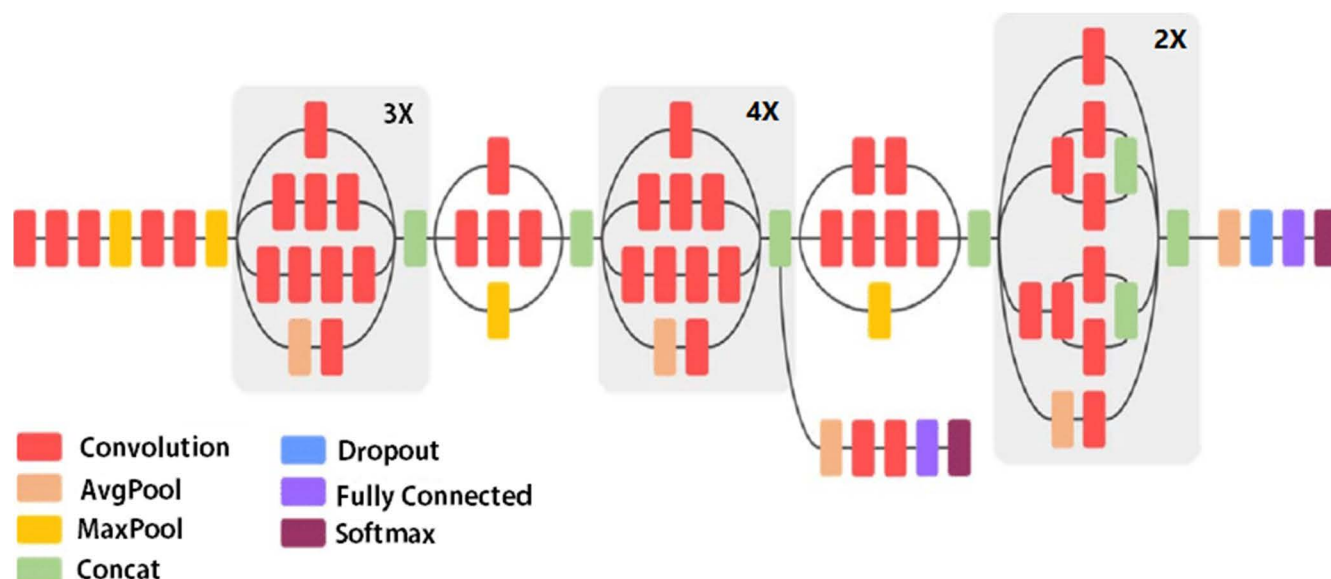 2X
3X
4X
Convolution
AvgPool
MaxPool
Concat
Dropout
Fully Connected
Softmax